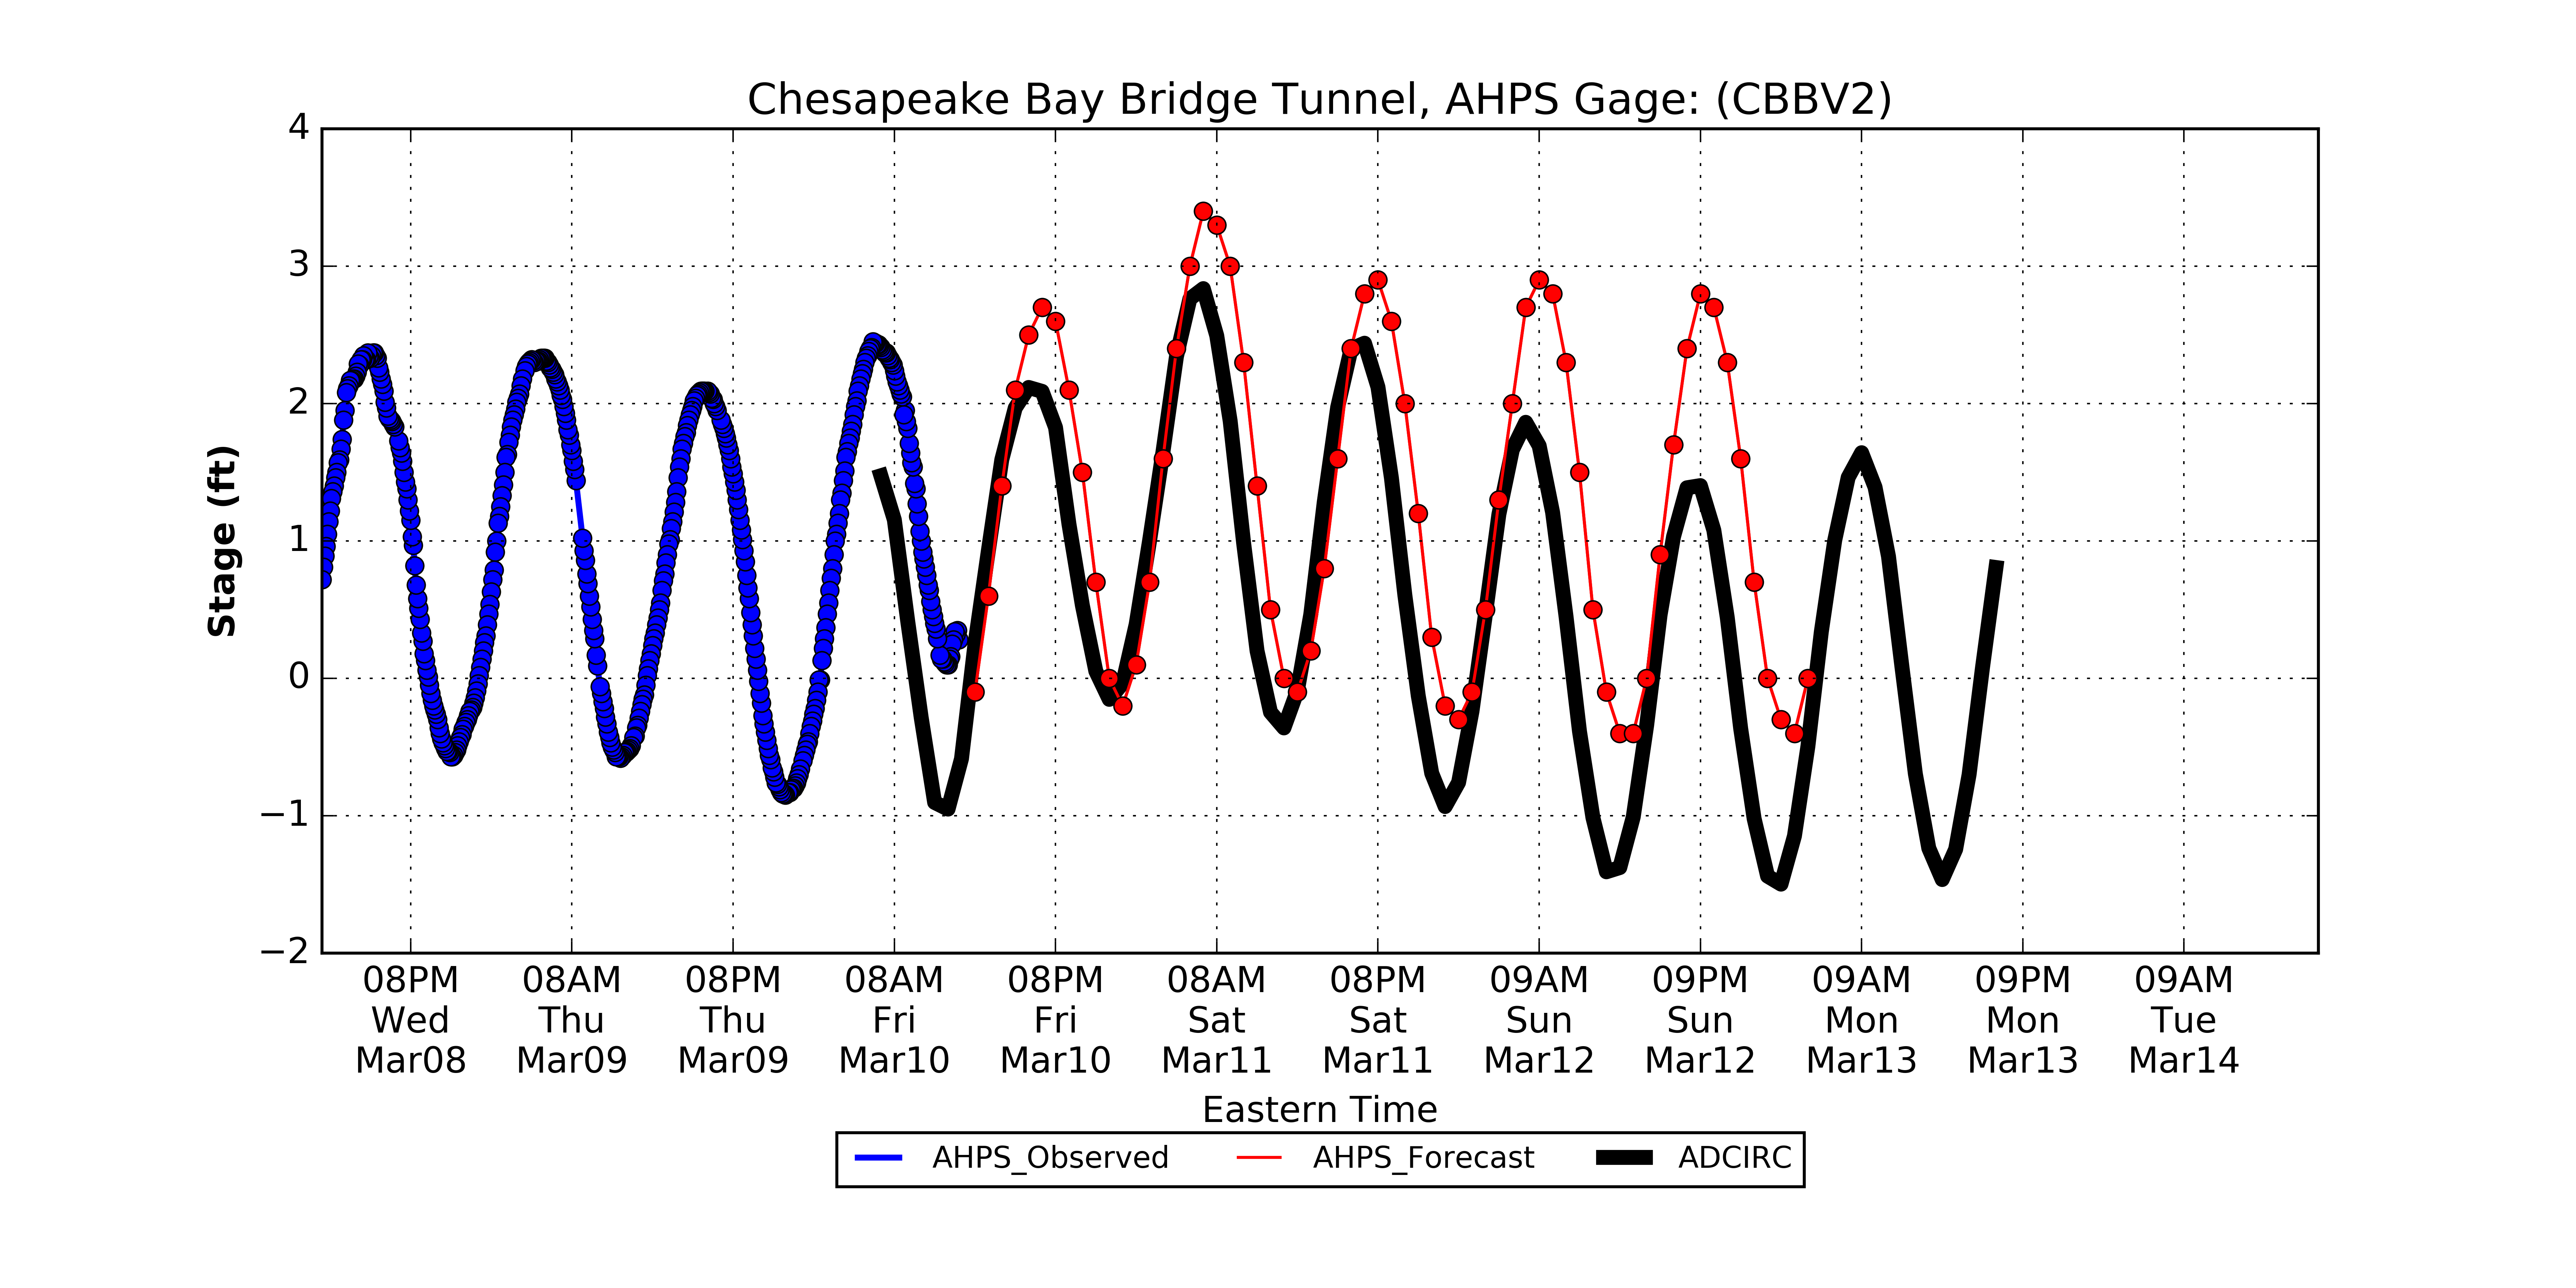 Chesapeake Bay Bridge Tunnel, AHPS Gage: (CBBV2)
4
3
2
1
0
−1
−2
Stage (ft)
08PM 08AM 08PM 08AM 08PM 08AM 08PM 09AM 09PM 09AM 09PM 09AM
Wed Thu Thu Fri Fri Sat Sat Sun Sun Mon Mon Tue
Mar08 Mar09 Mar09 Mar10 Mar10 Mar11 Mar11 Mar12 Mar12 Mar13 Mar13 Mar14
Eastern Time
AHPS_Observed AHPS_Forecast ADCIRC